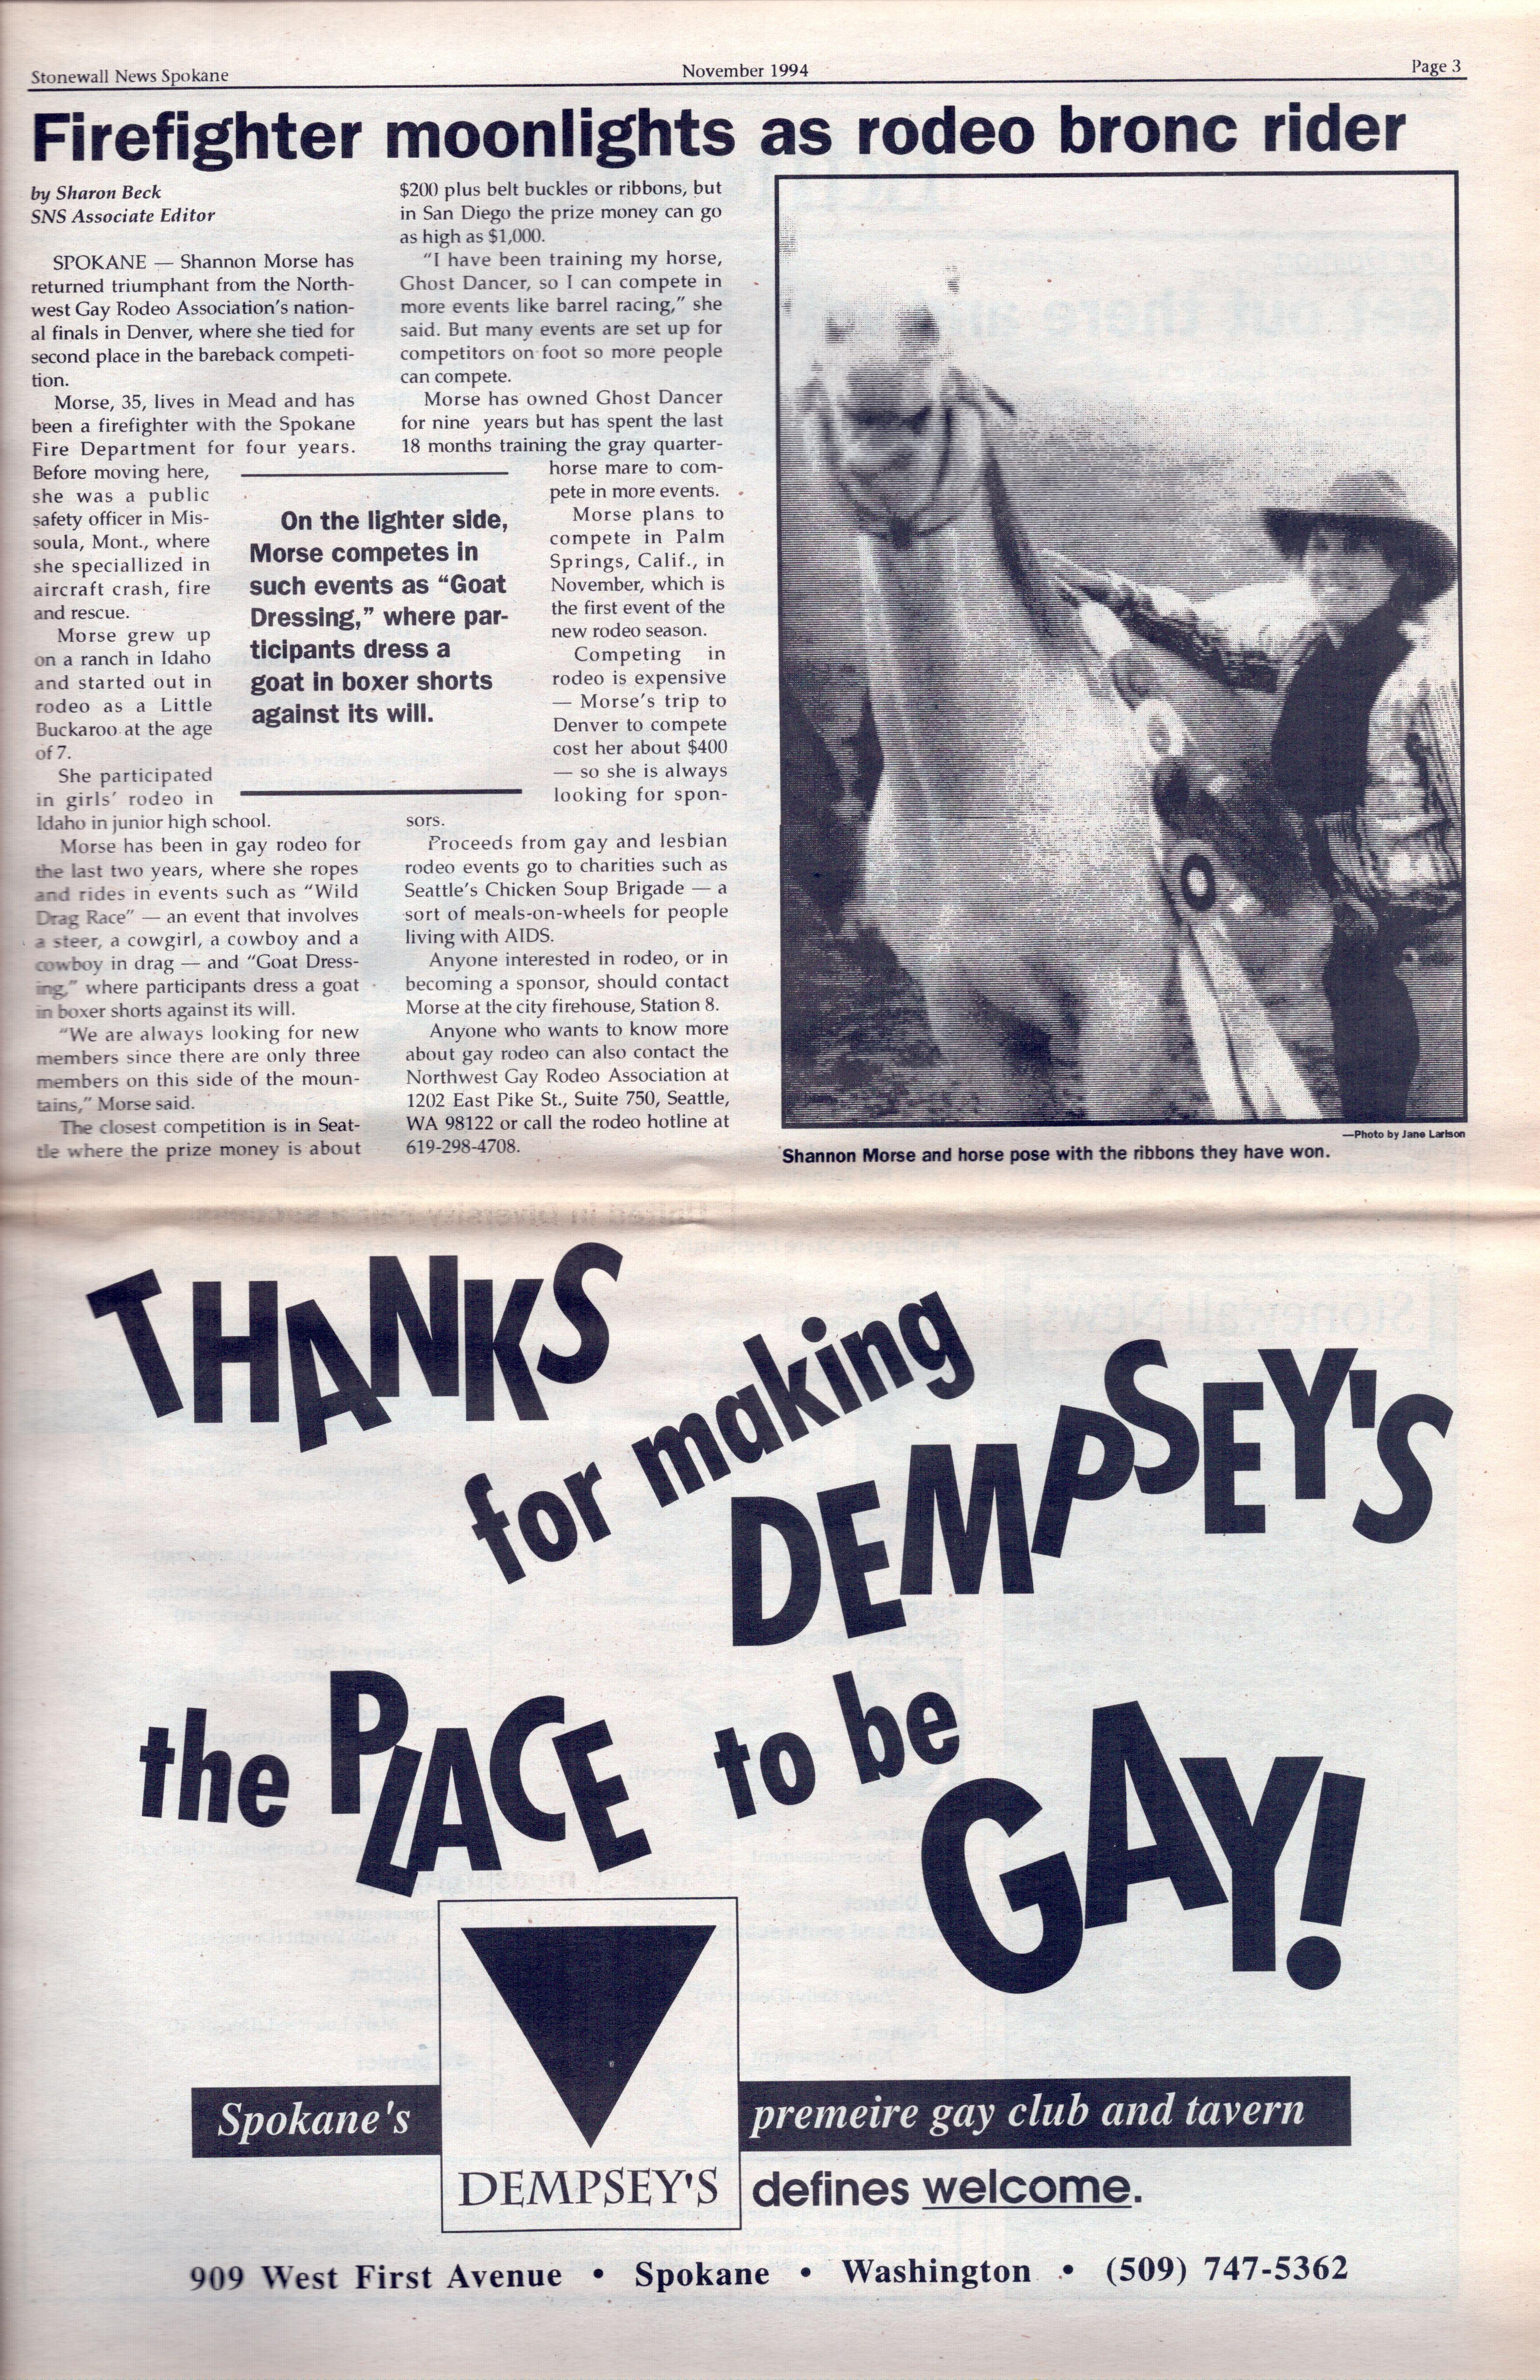 Stonewall News Spokane
November 1994
Page 3
Firefighter moonlights as rodeo bronc rider
by Sharon Beck
SNS Associate Editor
SPOKANE — Shannon Morse has
returned triumphant from the North-
west Gay Rodeo Association's nation-
al finals in Denver, where she tied for
second place in the bareback competi-
tion.
Morse, 35, lives in Mead and has
been a firefighter with the Spokane
Fire Department for four years.
Before moving here,
she was a public
safety officer in Mis-
soula, Mont., where
she speciallized in
aircraft crash, fire
and rescue.
Morse grew up
on a ranch in Idaho
and started out in
rodeo as a Little
Buckaroo at the age
of 7.
She participated
in girls' rodeo in
Idaho in junior high school.
Morse has been in gay rodeo for
the last two years, where she ropes
and rides in events such as "Wild
Drag Race" — an event that involves
a steer, a cowgirl, a cowboy and a
cowboy in drag — and "Goat Dress-
ing," where participants dress a goat
in boxer shorts against its will.
"We are always looking for new
members since there are only three
members on this side of the moun-
tains," Morse said.
The closest competition is in Seat-
tle where the prize money is about
On the lighter side,
Morse competes in
such events as "Goat
Dressing," where par-
ticipants dress a
goat in boxer shorts
against its will.
$200 plus belt buckles or ribbons, but
in San Diego the prize money can go
as high as $1,000.
"I have been training my horse,
Ghost Dancer, so I can compete in
more events like barrel racing," she
said. But many events are set up for
competitors on foot so more people
can compete.
Morse has owned Ghost Dancer
for nine years but has spent the last
18 months training the gray quarter-
horse mare to com-
pete in more events.
Morse plans to
compete in Palm
Springs, Calif., in
November, which is
the first event of the
new rodeo season.
Competing in
rodeo is expensive
— Morse's trip to
Denver to compete
cost her about $400
— so she is always
looking for spon-
sors.
Proceeds from gay and lesbian
rodeo events go to charities such as
Seattle's Chicken Soup Brigade — a
sort of meals-on-wheels for people
living with AIDS.
Anyone interested in rodeo, or in
becoming a sponsor, should contact
Morse at the city firehouse, Station 8.
Anyone who wants to know more
about gay rodeo can also contact the
Northwest Gay Rodeo Association at
1202 East Pike St., Suite 750, Seattle,
WA 98122 or call the rodeo hotline at
619-298-4708.
—Photo by Jane Larlson
Shannon Morse and horse pose with the ribbons they have won.
THANKS
for making
DEMPSEY'S
the PLACE to be
GAY!
Spokane's
premeire gay club and tavern
DEMPSEY'S
defines welcome.
909 West First Avenue • Spokane • Washington • (509) 747-5362